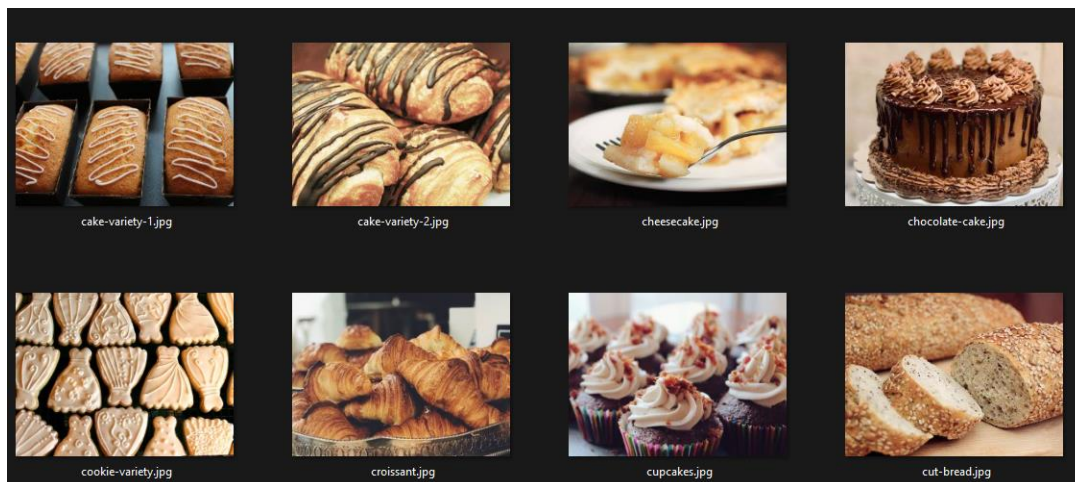 cake-variety-1.jpg
cake-variety-2.jpg
cheesecake.jpg
chocolate-cake.jpg
cookie-variety.jpg
croissant.jpg
cupcakes.jpg
cut-bread.jpg